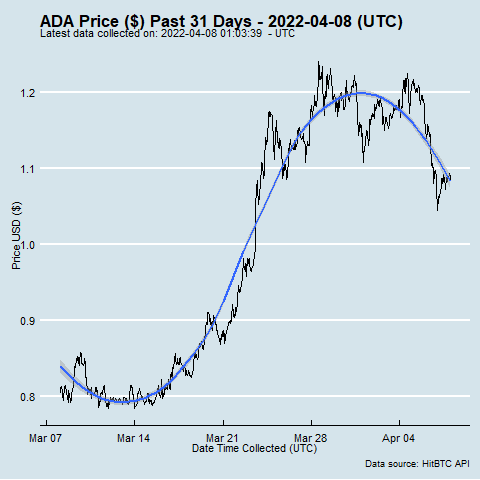 ADA Price ($) Past 31 Days - 2022-04-08 (UTC)
Latest data collected on: 2022-04-08 01:03:39 - UTC
Price USD ($)
1.2
1.1
1.0
0.9
0.8
Mar 07 Mar 14 Mar 21 Mar 28 Apr 04
Date Time Collected (UTC)
Data source: HitBTC API